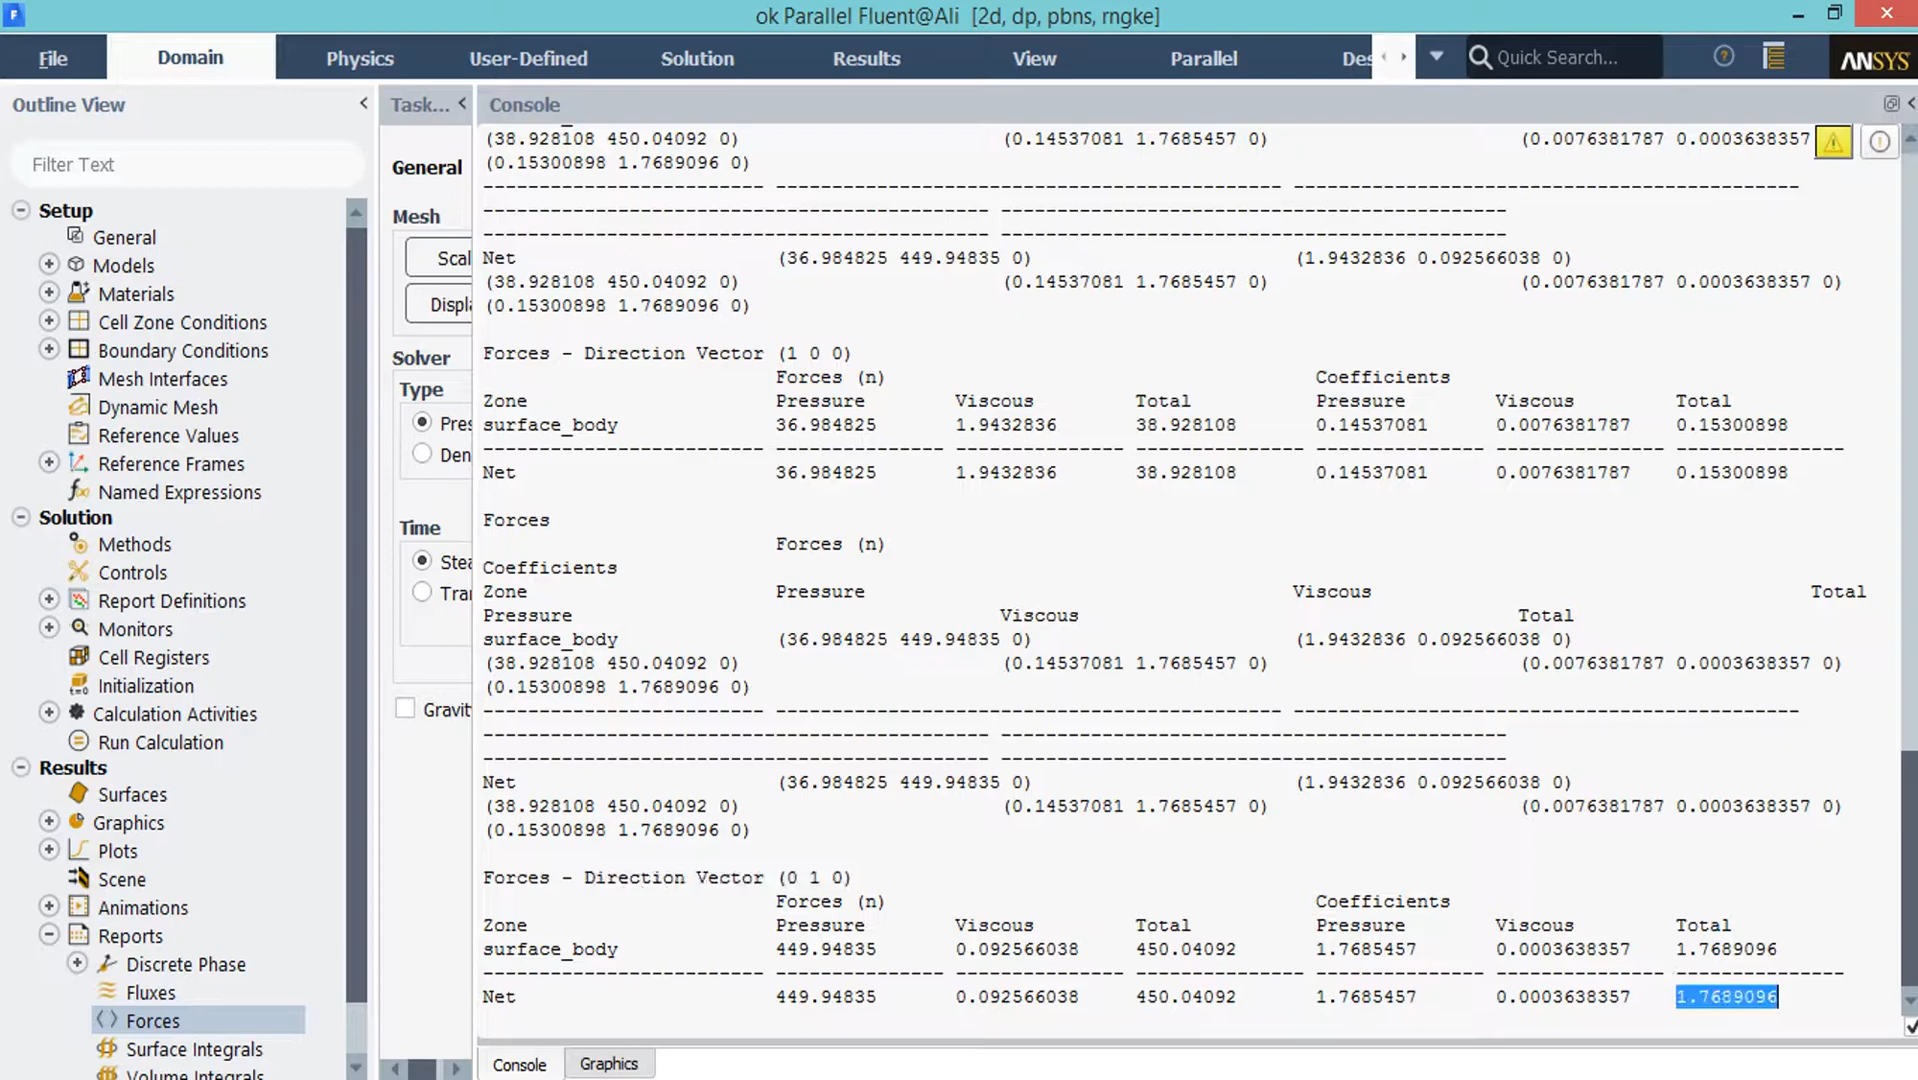 ok Parallel Fluent@Ali [2d, dp, pbns, rngke]
File Domain Physics User-Defined Solution Results View Parallel Des Quick Search... ANSYS
Outline View
Filter Text
Setup
General
Models
Materials
Cell Zone Conditions
Boundary Conditions
Mesh Interfaces
Dynamic Mesh
Reference Values
Reference Frames
Named Expressions
Solution
Methods
Controls
Report Definitions
Monitors
Cell Registers
Initialization
Calculation Activities
Run Calculation
Results
Surfaces
Graphics
Plots
Scene
Animations
Reports
Discrete Phase
Fluxes
Forces
Surface Integrals
Volume Integrals
Task...
General
Mesh
Scal
Displa
Solver
Type
Pres
Den
Time
Stea
Tran
Gravit
Console
(38.928108 450.04092 0) (0.14537081 1.7685457 0) (0.0076381787 0.0003638357
(0.15300898 1.7689096 0)
---------------------------- --------------------------------------------- ---------------------------------------------
--------------------------------------------- ---------------------------------------------
--------------------------------------------- ---------------------------------------------
Net (36.984825 449.94835 0) (1.9432836 0.092566038 0)
(38.928108 450.04092 0) (0.14537081 1.7685457 0) (0.0076381787 0.0003638357 0)
(0.15300898 1.7689096 0)
Forces - Direction Vector (1 0 0)
Forces (n) Coefficients
Zone Pressure Viscous Total Pressure Viscous Total
surface_body 36.984825 1.9432836 38.928108 0.14537081 0.0076381787 0.15300898
------------------------- --------------- --------------- --------------- --------------- --------------- ---------------
Net 36.984825 1.9432836 38.928108 0.14537081 0.0076381787 0.15300898
Forces
Forces (n)
Coefficients
Zone Pressure Viscous Total
Pressure Viscous Total
surface_body (36.984825 449.94835 0) (1.9432836 0.092566038 0)
(38.928108 450.04092 0) (0.14537081 1.7685457 0) (0.0076381787 0.0003638357 0)
(0.15300898 1.7689096 0)
------------------------- --------------------------------------------- ---------------------------------------------
--------------------------------------------- ---------------------------------------------
--------------------------------------------- ---------------------------------------------
Net (36.984825 449.94835 0) (1.9432836 0.092566038 0)
(38.928108 450.04092 0) (0.14537081 1.7685457 0) (0.0076381787 0.0003638357 0)
(0.15300898 1.7689096 0)
Forces - Direction Vector (0 1 0)
Forces (n) Coefficients
Zone Pressure Viscous Total Pressure Viscous Total
surface_body 449.94835 0.092566038 450.04092 1.7685457 0.0003638357 1.7689096
------------------------- --------------- --------------- --------------- --------------- --------------- ---------------
Net 449.94835 0.092566038 450.04092 1.7685457 0.0003638357 1.7689096
Console Graphics